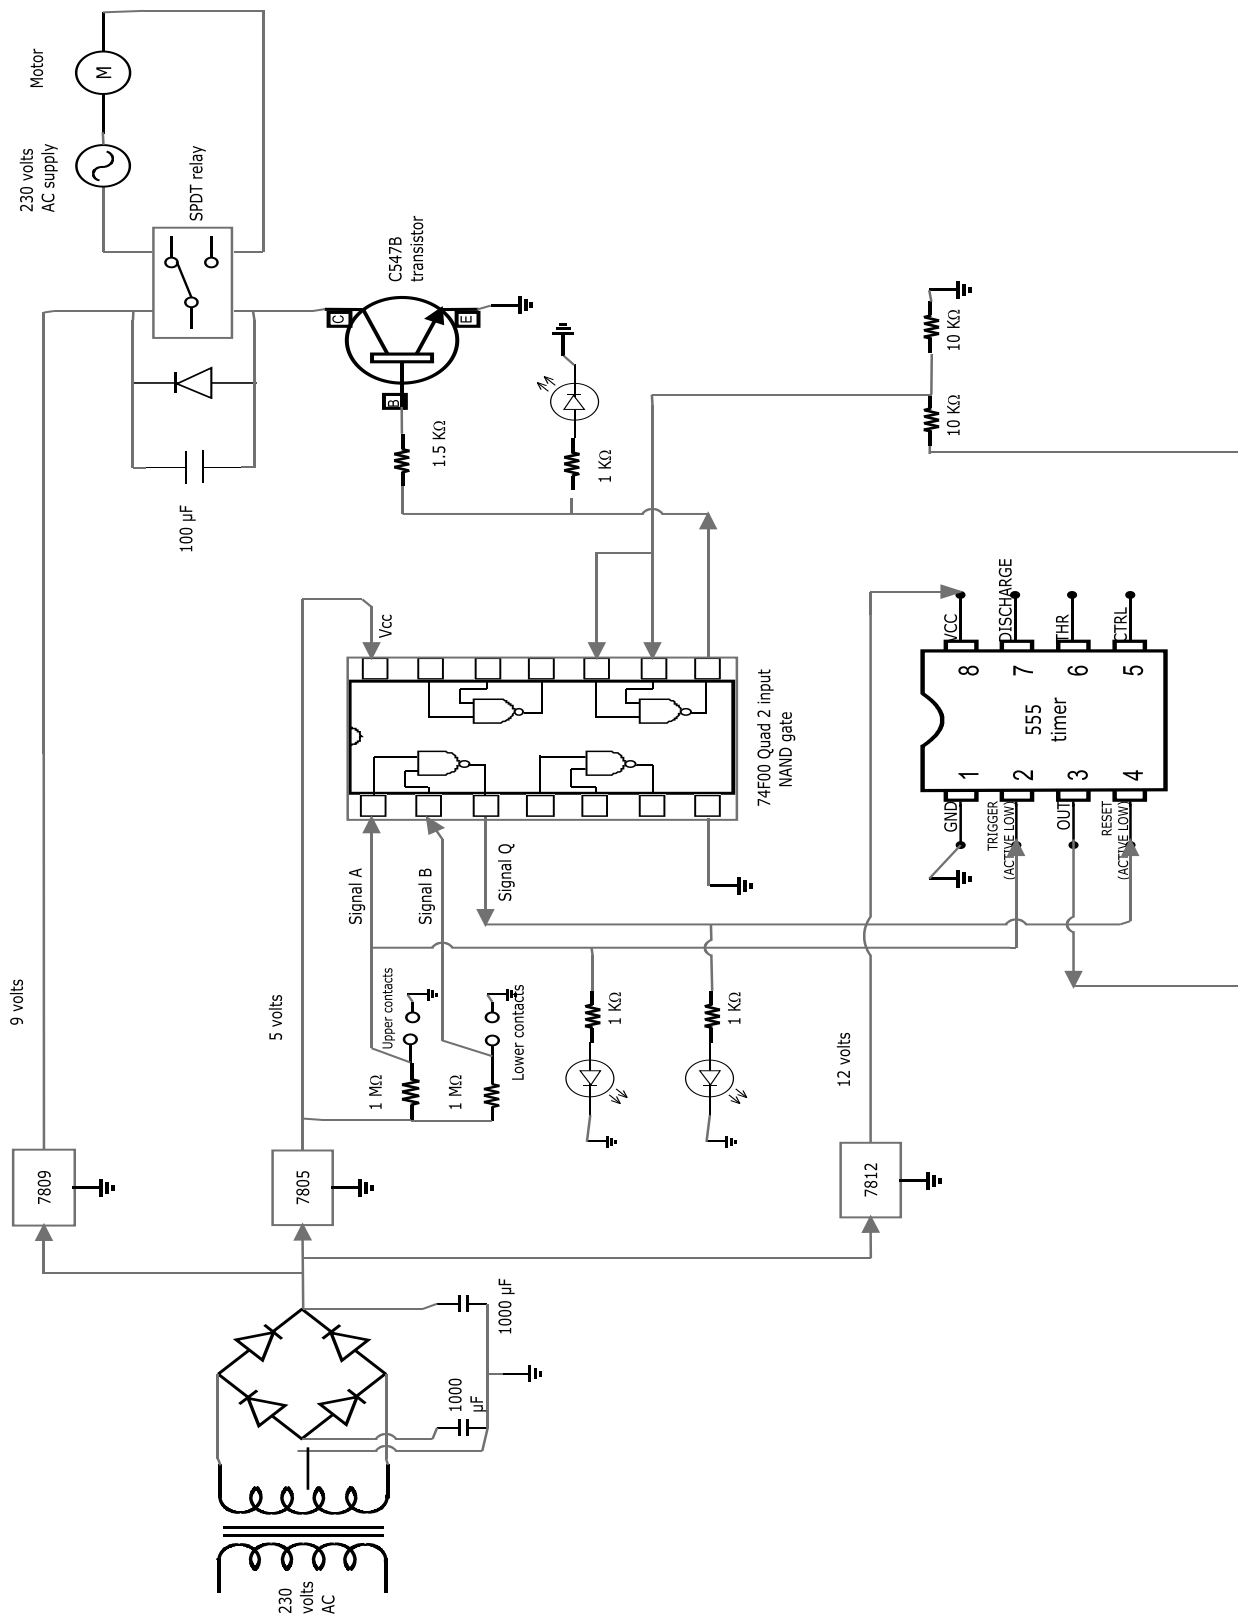 Motor
M
230 volts
AC supply
SPDT relay
C547B
transistor
C
E
B
1.5 KΩ
1 KΩ
10 KΩ
10 KΩ
100 µF
Vcc
74F00 Quad 2 input
NAND gate
VCC
DISCHARGE
THR
CTRL
8
7
6
5
555
timer
1
2
3
4
GND
TRIGGER
(ACTIVE LOW)
OUT
RESET
(ACTIVE LOW)
Signal A
Signal B
Signal Q
9 volts
5 volts
12 volts
Upper contacts
Lower contacts
1 MΩ
1 MΩ
1 KΩ
1 KΩ
7809
7805
7812
1000 µF
1000
µF
230
volts
AC